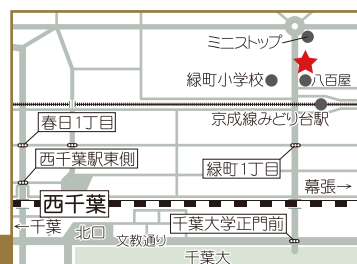 ミニストップ
緑町小学校
八百屋
京成線みどり台駅
春日1丁目
西千葉駅東側
緑町1丁目
幕張→
西千葉
←千葉
北口
千葉大学正門前
文教通り
千葉大